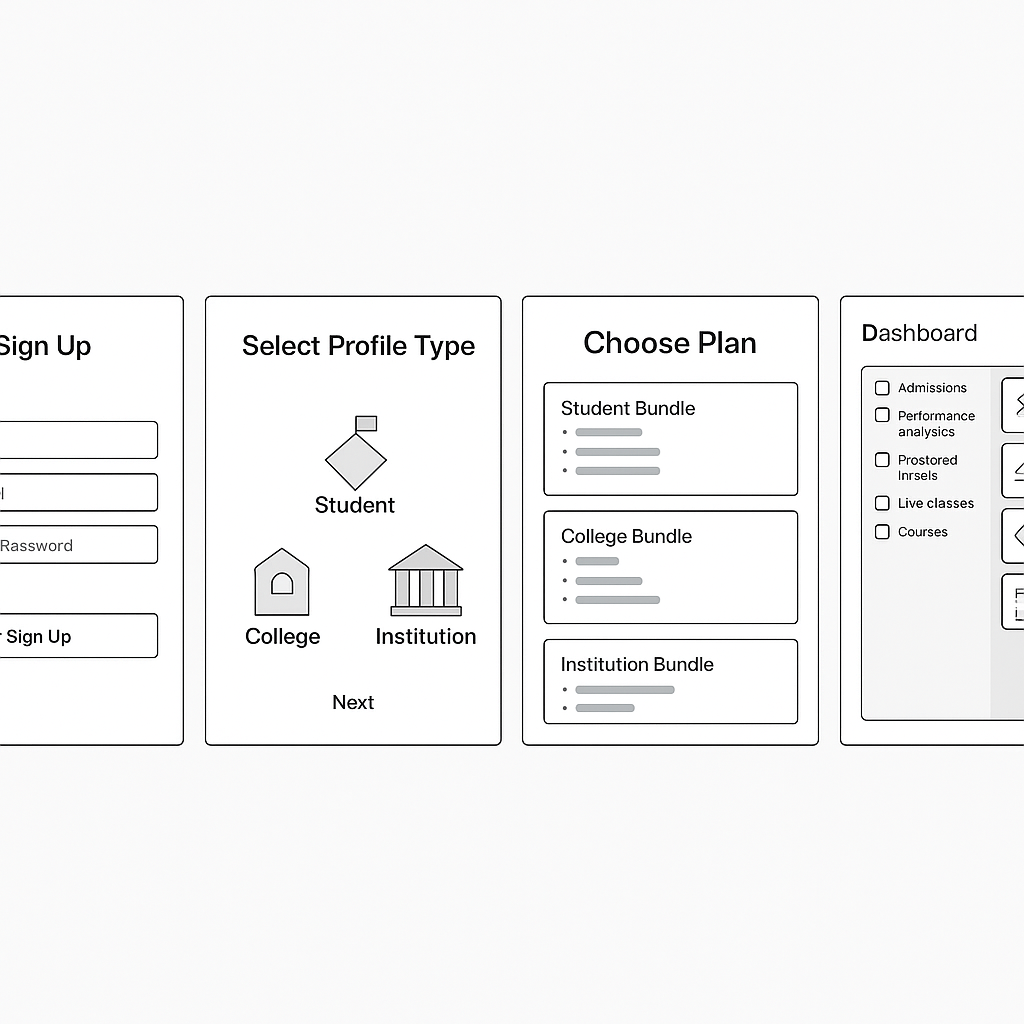 Sign Up
Rassword
Sign Up
Select Profile Type
Student
College
Institution
Next
Choose Plan
Student Bundle
College Bundle
Institution Bundle
Dashboard
Admissions
Performance
analysics
Prostored
Inrsels
Live classes
Courses